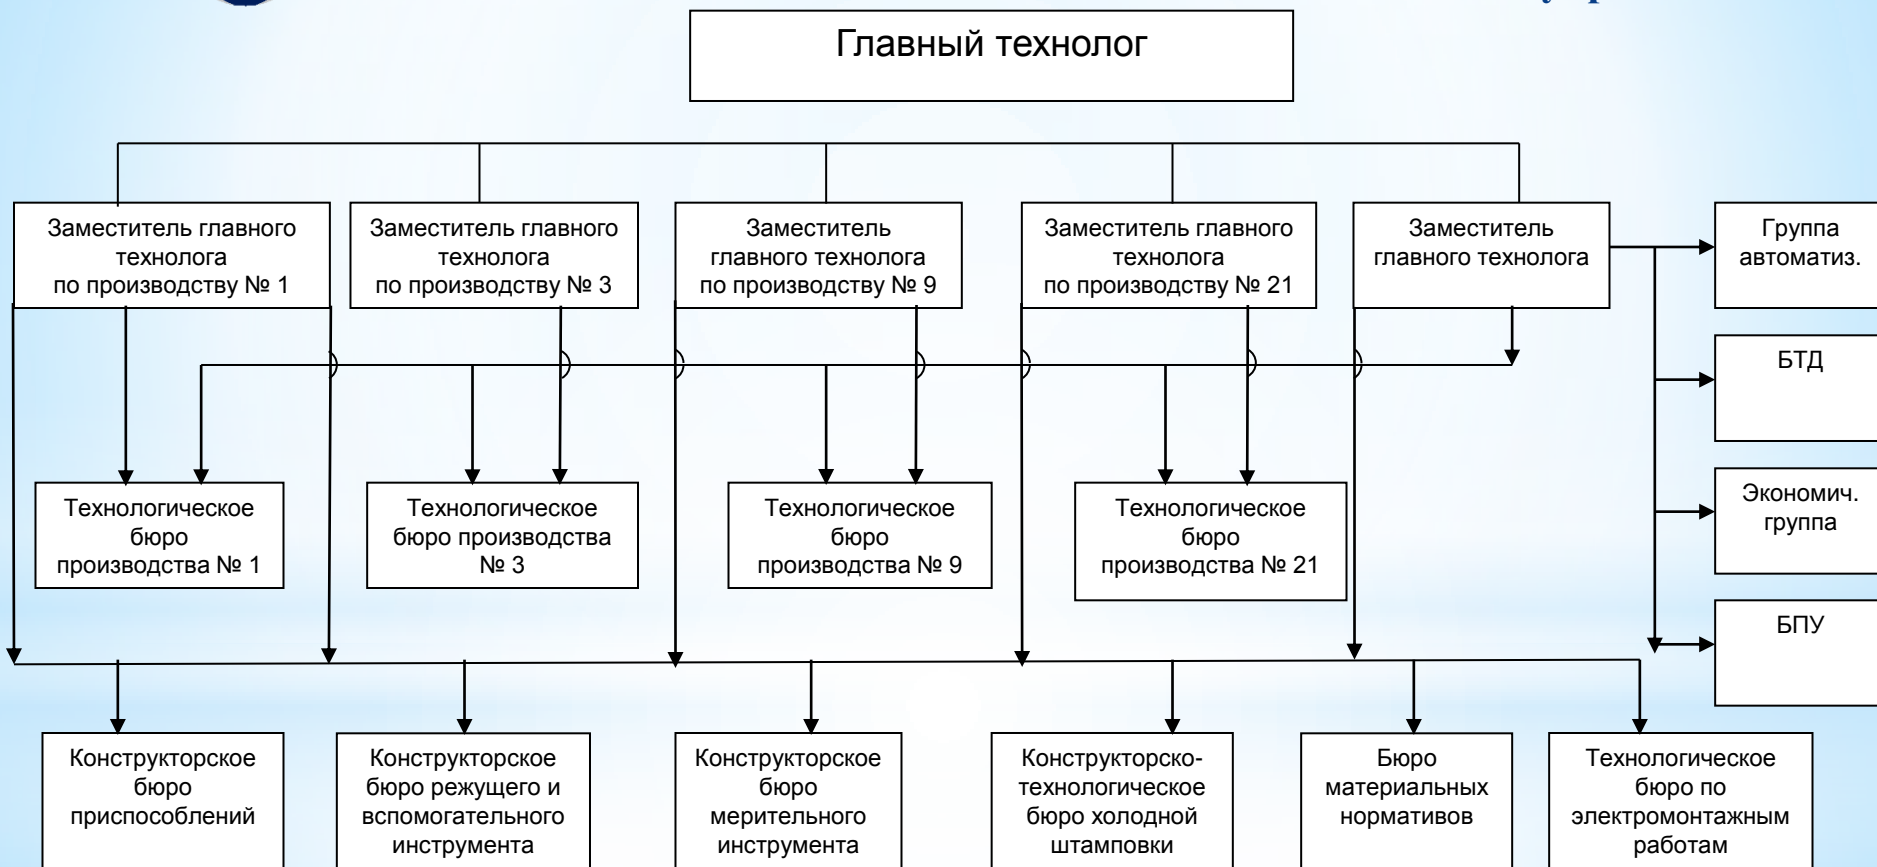 Главный технолог
Заместитель главного
технолога
по производству № 1
Заместитель главного
технолога
по производству № 3
Заместитель
главного технолога
по производству № 9
Заместитель главного
технолога
по производству № 21
Заместитель
главного технолога
Группа
автоматиз.
БТД
Экономич.
группа
БПУ
Технологическое
бюро
производства № 1
Технологическое
бюро производства
№ 3
Технологическое
бюро
производства № 9
Технологическое
бюро
производства № 21
Конструкторское
бюро
приспособлений
Конструкторское
бюро режущего и
вспомогательного
инструмента
Конструкторское
бюро
мерительного
инструмента
Конструкторско-
технологическое
бюро холодной
штамповки
Бюро
материальных
нормативов
Технологическое
бюро по
электромонтажным
работам